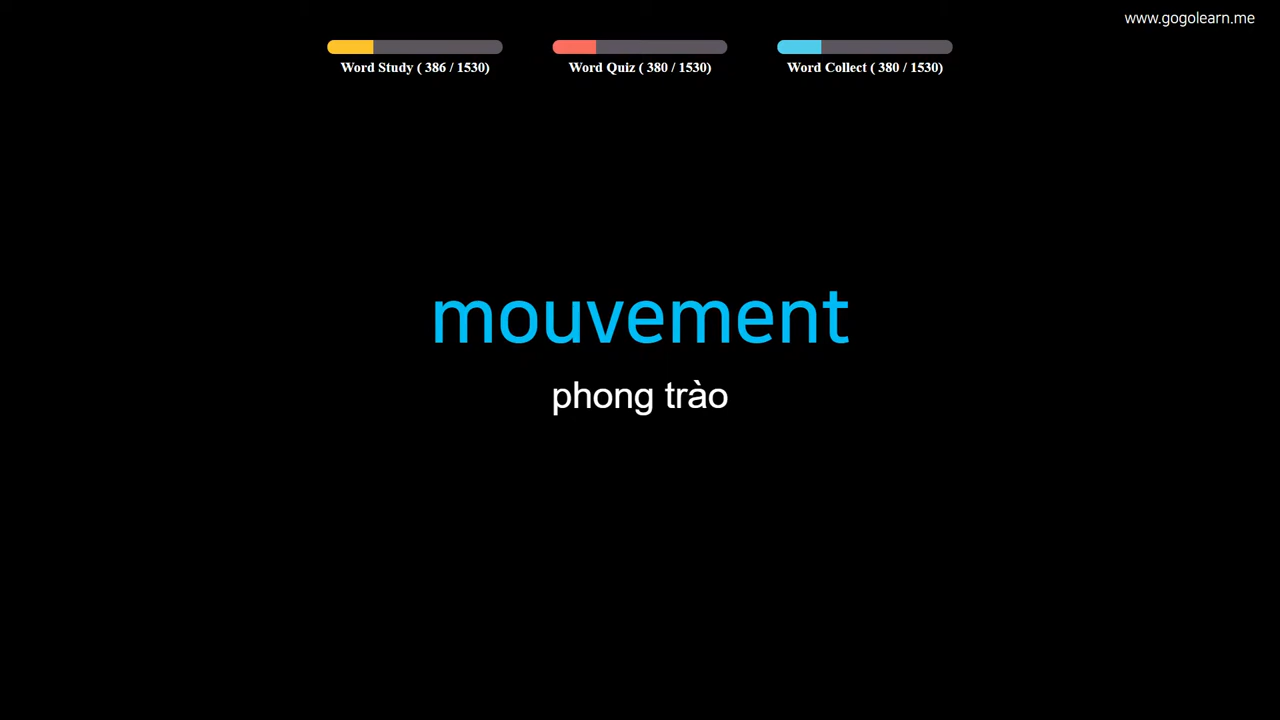 www.gogolearn.me
Word Study ( 386 / 1530)
Word Quiz ( 380 / 1530)
Word Collect ( 380 / 1530)
mouvement
phong trào